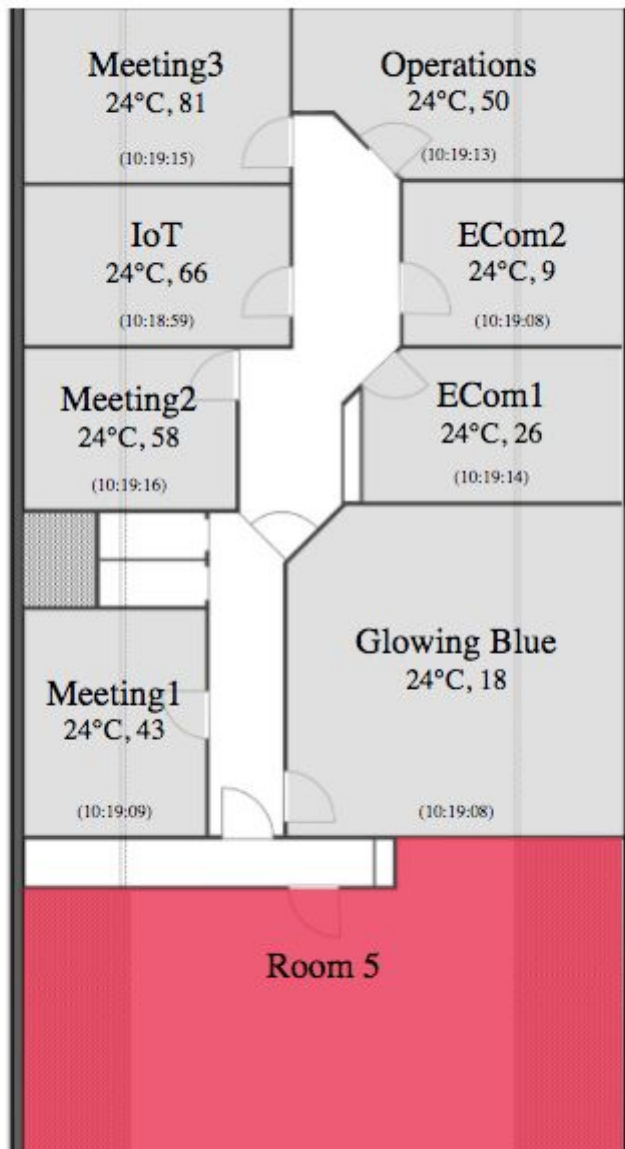 Meeting3
24°C, 81
(10:19:15)
Operations
24°C, 50
(10:19:13)
IoT
24°C, 66
(10:18:59)
ECom2
24°C, 9
(10:19:08)
Meeting2
24°C, 58
(10:19:16)
ECom1
24°C, 26
(10:19:14)
Glowing Blue
24°C, 18
(10:19:08)
Meeting1
24°C, 43
(10:19:09)
Room 5